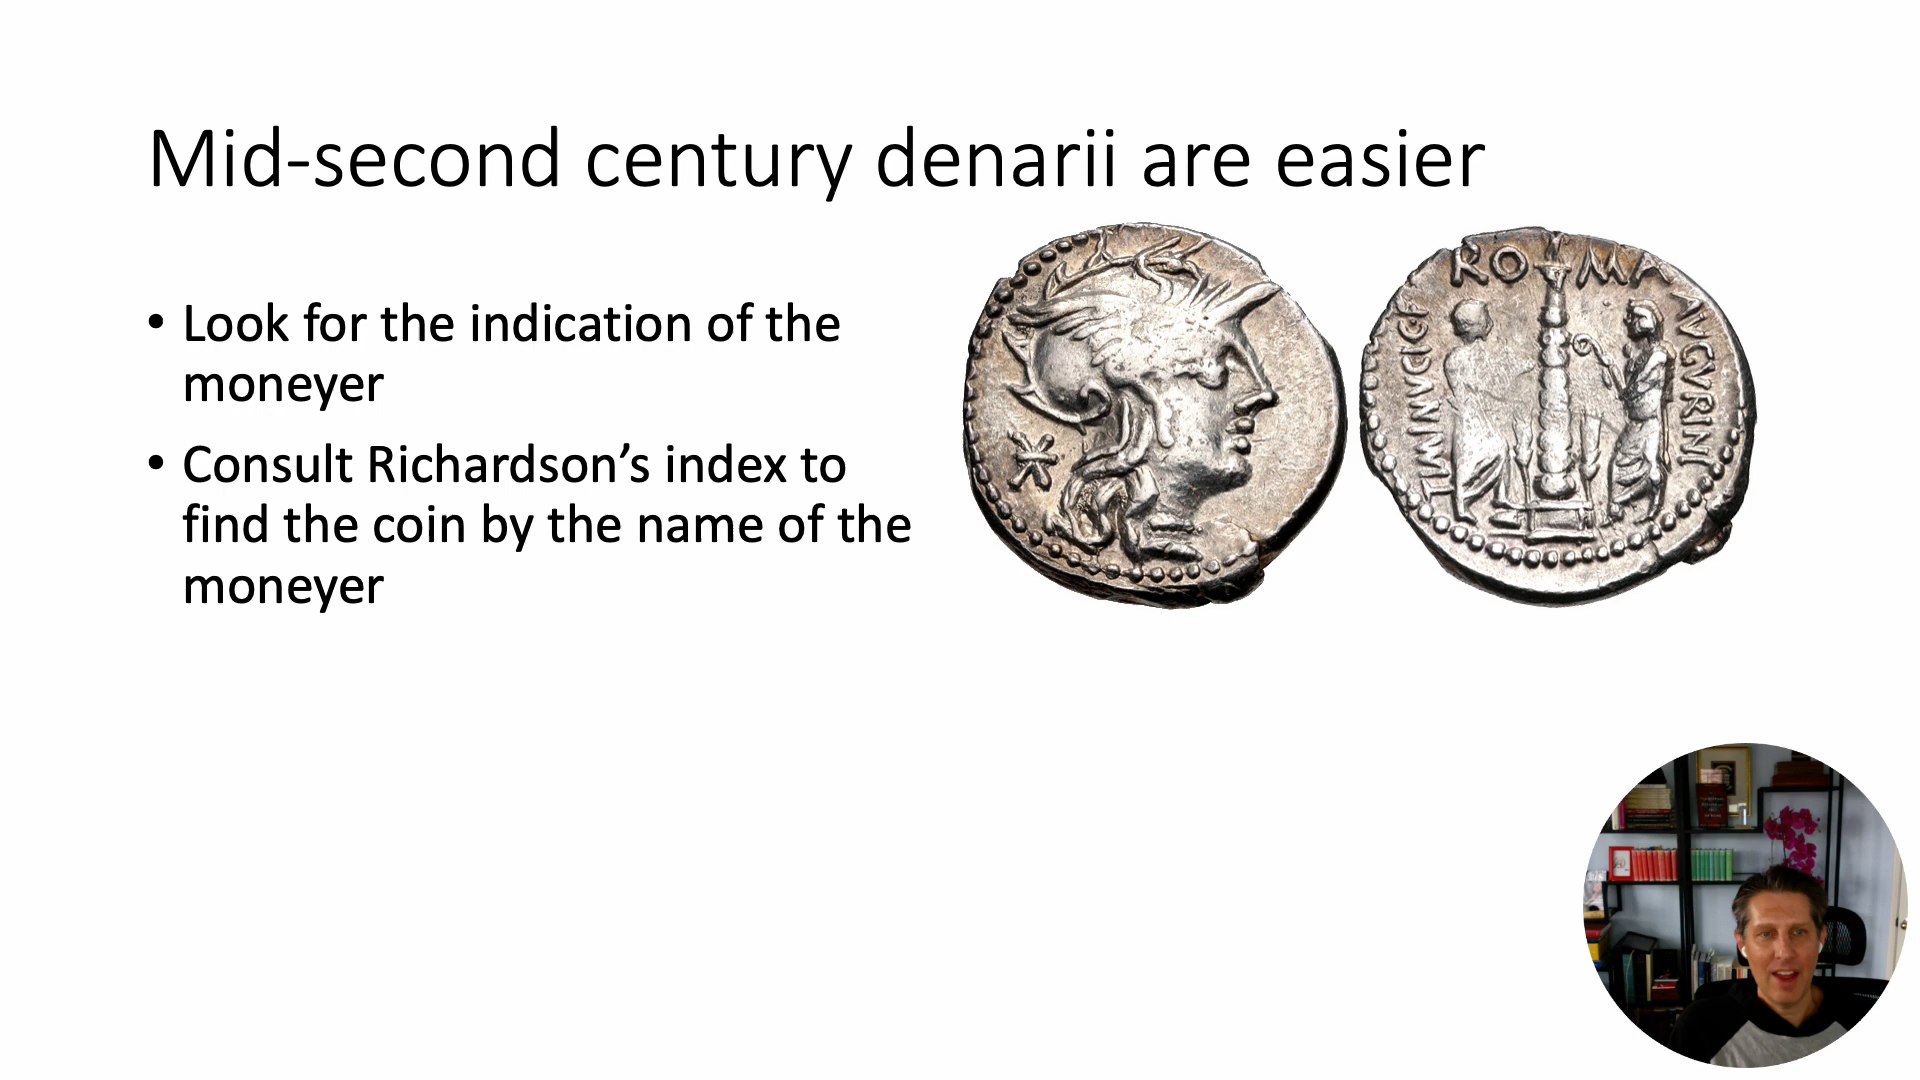 Mid-second century denarii are easier
• Look for the indication of the
moneyer
• Consult Richardson’s index to
find the coin by the name of the
moneyer
ROMA
TI MINVCI C F
AVGVRINI